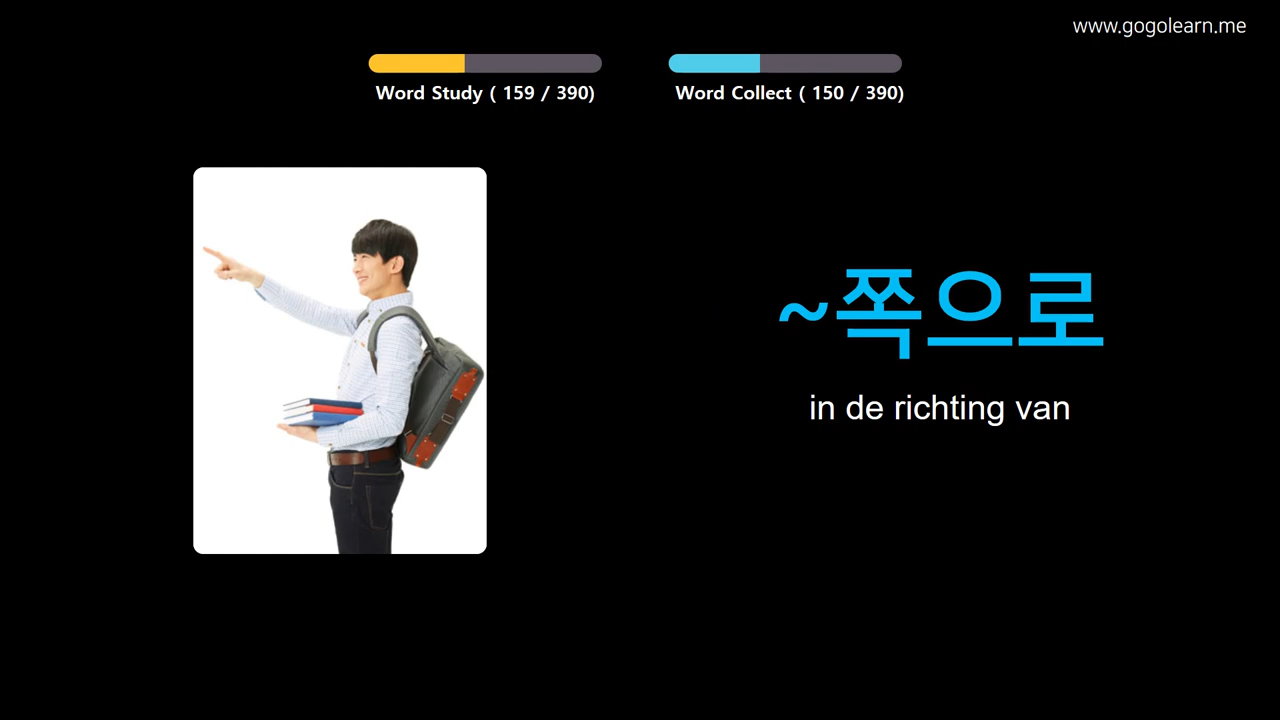 www.gogolearn.me
Word Study ( 159 / 390)
Word Collect ( 150 / 390)
~쪽으로
in de richting van